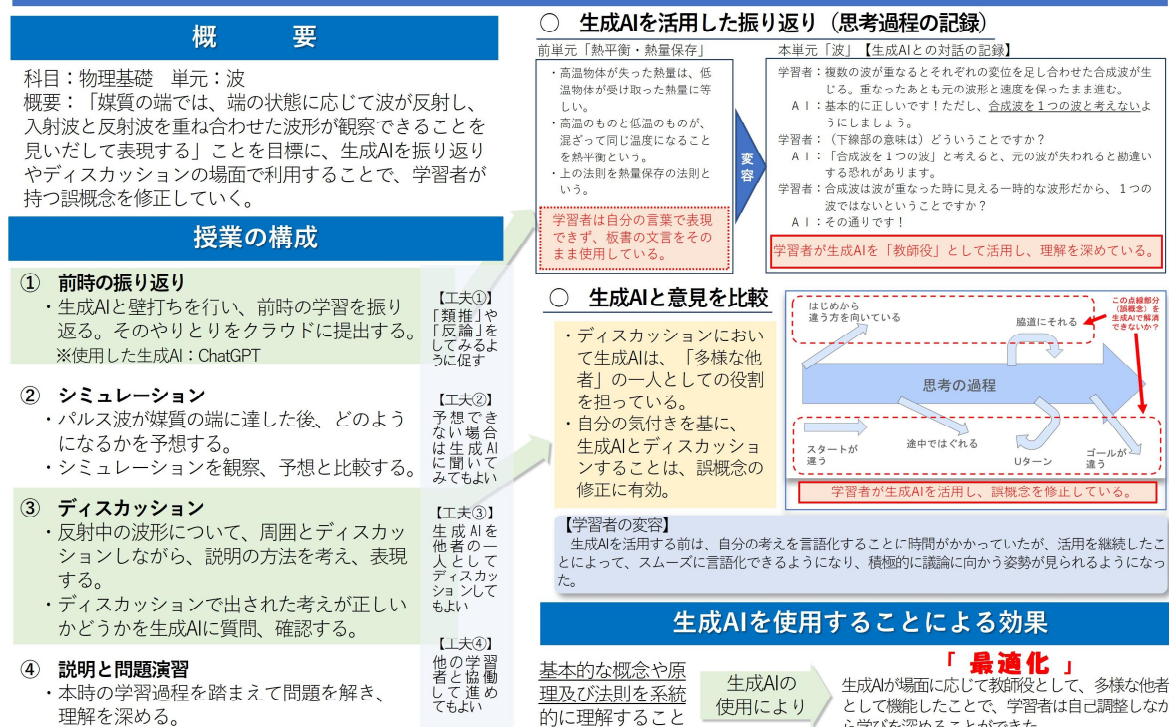 概　要
科目：物理基礎　単元：波
概要：「媒質の端では、端の状態に応じて波が反射し、
入射波と反射波を重ね合わせた波形が観察できることを
見いだして表現する」ことを目標に、生成AIを振り返り
やディスカッションの場面で利用することで、学習者が
持つ誤概念を修正していく。
授業の構成
① 前時の振り返り
・生成AIと壁打ちを行い、前時の学習を振り
返る。そのやりとりをクラウドに提出する。
※使用した生成AI：ChatGPT
【工夫①】
「類推」や
「反論」を
してみるよ
うに促す
② シミュレーション
・パルス波が媒質の端に達した後、どのよう
になるかを予想する。
・シミュレーションを観察、予想と比較する。
【工夫②】
予想でき
ない場合
は生成AI
に聞いて
みてもよい
③ ディスカッション
・反射中の波形について、周囲とディスカッ
ションしながら、説明の方法を考え、表現
する。
・ディスカッションで出された考えが正しい
かどうかを生成AIに質問、確認する。
【工夫③】
生成AIを
他者の一
人として
ディスカッ
ションして
もよい
④ 説明と問題演習
・本時の学習過程を踏まえて問題を解き、
理解を深める。
【工夫④】
他の学習
者と協働
して進め
てもよい
○ 生成AIを活用した振り返り（思考過程の記録）
前単元「熱平衡・熱量保存」
・高温物体が失った熱量は、低
温物体が受け取った熱量に等
しい。
・高温のものと低温のものが、
混ざって同じ温度になること
を熱平衡という。
・上の法則を熱量保存の法則と
いう。
学習者は自分の言葉で表現
できず、板書の文言をその
まま使用している。
変
容
本単元「波」【生成AIとの対話の記録】
学習者：複数の波が重なるとそれぞれの変位を足し合わせた合成波が生
じる。重なったあとも元の波形と速度を保ったまま進む。
ＡＩ：基本的に正しいです！ただし、合成波を１つの波と考えないよ
うにしましょう。
学習者：（下線部の意味は）どういうことですか？
ＡＩ：「合成波を１つの波」と考えると、元の波が失われると勘違い
する恐れがあります。
学習者：合成波は波が重なった時に見える一時的な波形だから、１つの
波ではないということですか？
ＡＩ：その通りです！
学習者が生成AIを「教師役」として活用し、理解を深めている。
○ 生成AIと意見を比較
・ディスカッションにおい
て生成AIは、「多様な他
者」の一人としての役割
を担っている。
・自分の気付きを基に、
生成AIとディスカッショ
ンすることは、誤概念の
修正に有効。
はじめから
違う方を向いている
脇道にそれる
この点線部分
（誤概念）を
生成AIで解消
できないか？
思考の過程
スタートが
違う
途中ではぐれる
Uターン
ゴールが
違う
学習者が生成AIを活用し、誤概念を修正している。
【学習者の変容】
生成AIを活用する前は、自分の考えを言語化することに時間がかかっていたが、活用を継続したこ
とによって、スムーズに言語化できるようになり、積極的に議論に向かう姿勢が見られるようになっ
た。
生成AIを使用することによる効果
基本的な概念や原
理及び法則を系統
的に理解すること
生成AIの
使用により
「 最適化 」
生成AIが場面に応じて教師役として、多様な他者
として機能したことで、学習者は自己調整しなが
ら学びを深めることができた。